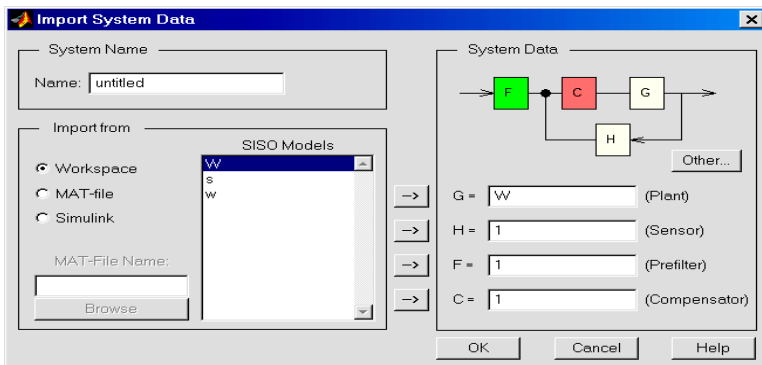 Import System Data
System Name
Name: untitled
Import from
SISO Models
Workspace
MAT-file
Simulink
W
s
w
MAT-File Name:
Browse
System Data
F
C
G
H
Other...
--> G = W (Plant)
--> H = 1 (Sensor)
--> F = 1 (Prefilter)
--> C = 1 (Compensator)
OK
Cancel
Help